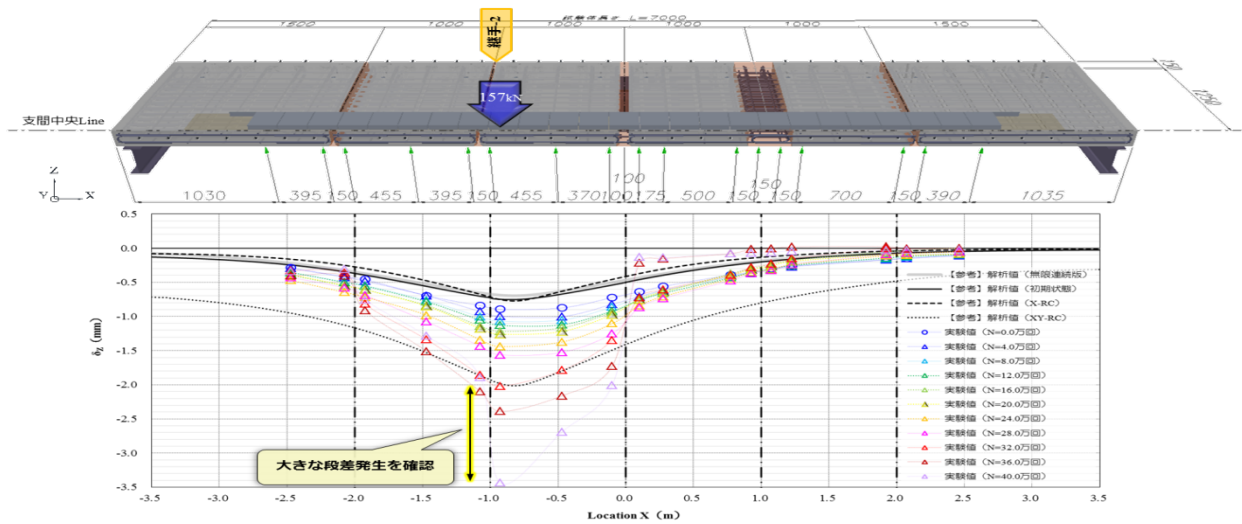 試験体長さ L=7000
1500 1000 1000 1000 1000 1500
継手-2
157kN
支間中央Line
150
1250
Z
Y X
1030 395 150 455 395 150 455 370 100 100 175 500 150 150 150 700 150 390 1035
0.5
0.0
-0.5
-1.0
-1.5
-2.0
-2.5
-3.0
-3.5
δZ (mm)
【参考】解析値（無限連続版）
【参考】解析値（初期状態）
【参考】解析値（X-RC）
【参考】解析値（XY-RC）
実験値（N=0.0万回）
実験値（N=4.0万回）
実験値（N=8.0万回）
実験値（N=12.0万回）
実験値（N=16.0万回）
実験値（N=20.0万回）
実験値（N=24.0万回）
実験値（N=28.0万回）
実験値（N=32.0万回）
実験値（N=36.0万回）
実験値（N=40.0万回）
大きな段差発生を確認
-3.5 -3.0 -2.5 -2.0 -1.5 -1.0 -0.5 0.0 0.5 1.0 1.5 2.0 2.5 3.0 3.5
Location X（m）